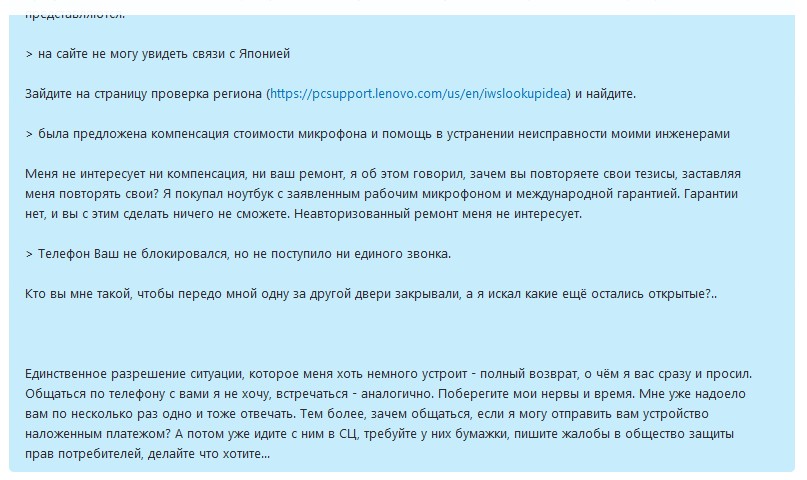 представляются.
> на сайте не могу увидеть связи с Японией
Зайдите на страницу проверка региона (https://pcsupport.lenovo.com/us/en/iwslookupidea) и найдите.
> была предложена компенсация стоимости микрофона и помощь в устранении неисправности моими инженерами
Меня не интересует ни компенсация, ни ваш ремонт, я об этом говорил, зачем вы повторяете свои тезисы, заставляя
меня повторять свои? Я покупал ноутбук с заявленным рабочим микрофоном и международной гарантией. Гарантии
нет, и вы с этим сделать ничего не сможете. Неавторизованный ремонт меня не интересует.
> Телефон Ваш не блокировался, но не поступило ни единого звонка.
Кто вы мне такой, чтобы передо мной одну за другой двери закрывали, а я искал какие ещё остались открытые?..
Единственное разрешение ситуации, которое меня хоть немного устроит - полный возврат, о чём я вас сразу и просил.
Общаться по телефону с вами я не хочу, встречаться - аналогично. Поберегите мои нервы и время. Мне уже надоело
вам по несколько раз одно и тоже отвечать. Тем более, зачем общаться, если я могу отправить вам устройство
наложенным платежом? А потом уже идите с ним в СЦ, требуйте у них бумажки, пишите жалобы в общество защиты
прав потребителей, делайте что хотите...